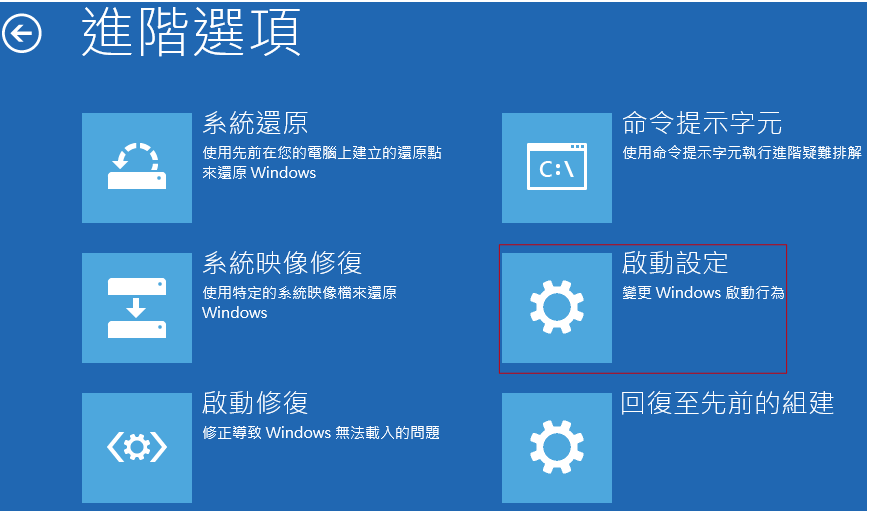 進階選項
系統還原
使用先前在您的電腦上建立的還原點
來還原 Windows
命令提示字元
使用命令提示字元執行進階疑難排解
C:\
系統映像修復
使用特定的系統映像檔來還原
Windows
啟動設定
變更 Windows 啟動行為
啟動修復
修正導致 Windows 無法載入的問題
回復至先前的組建